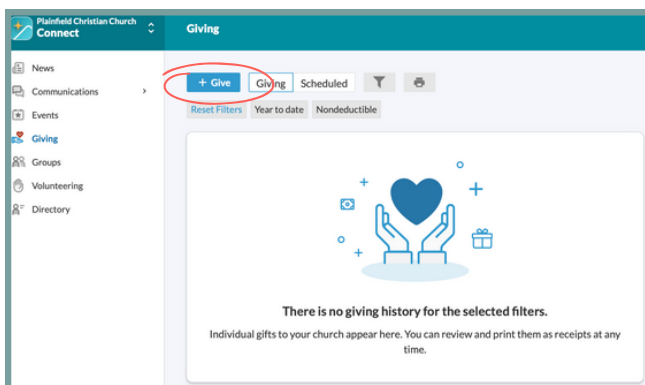 Plainfield Christian Church
Connect
Giving
News
Communications
Events
Giving
Groups
Volunteering
Directory
+ Give Giving Scheduled
Reset Filters Year to date Nondeductible
There is no giving history for the selected filters.
Individual gifts to your church appear here. You can review and print them as receipts at any
time.